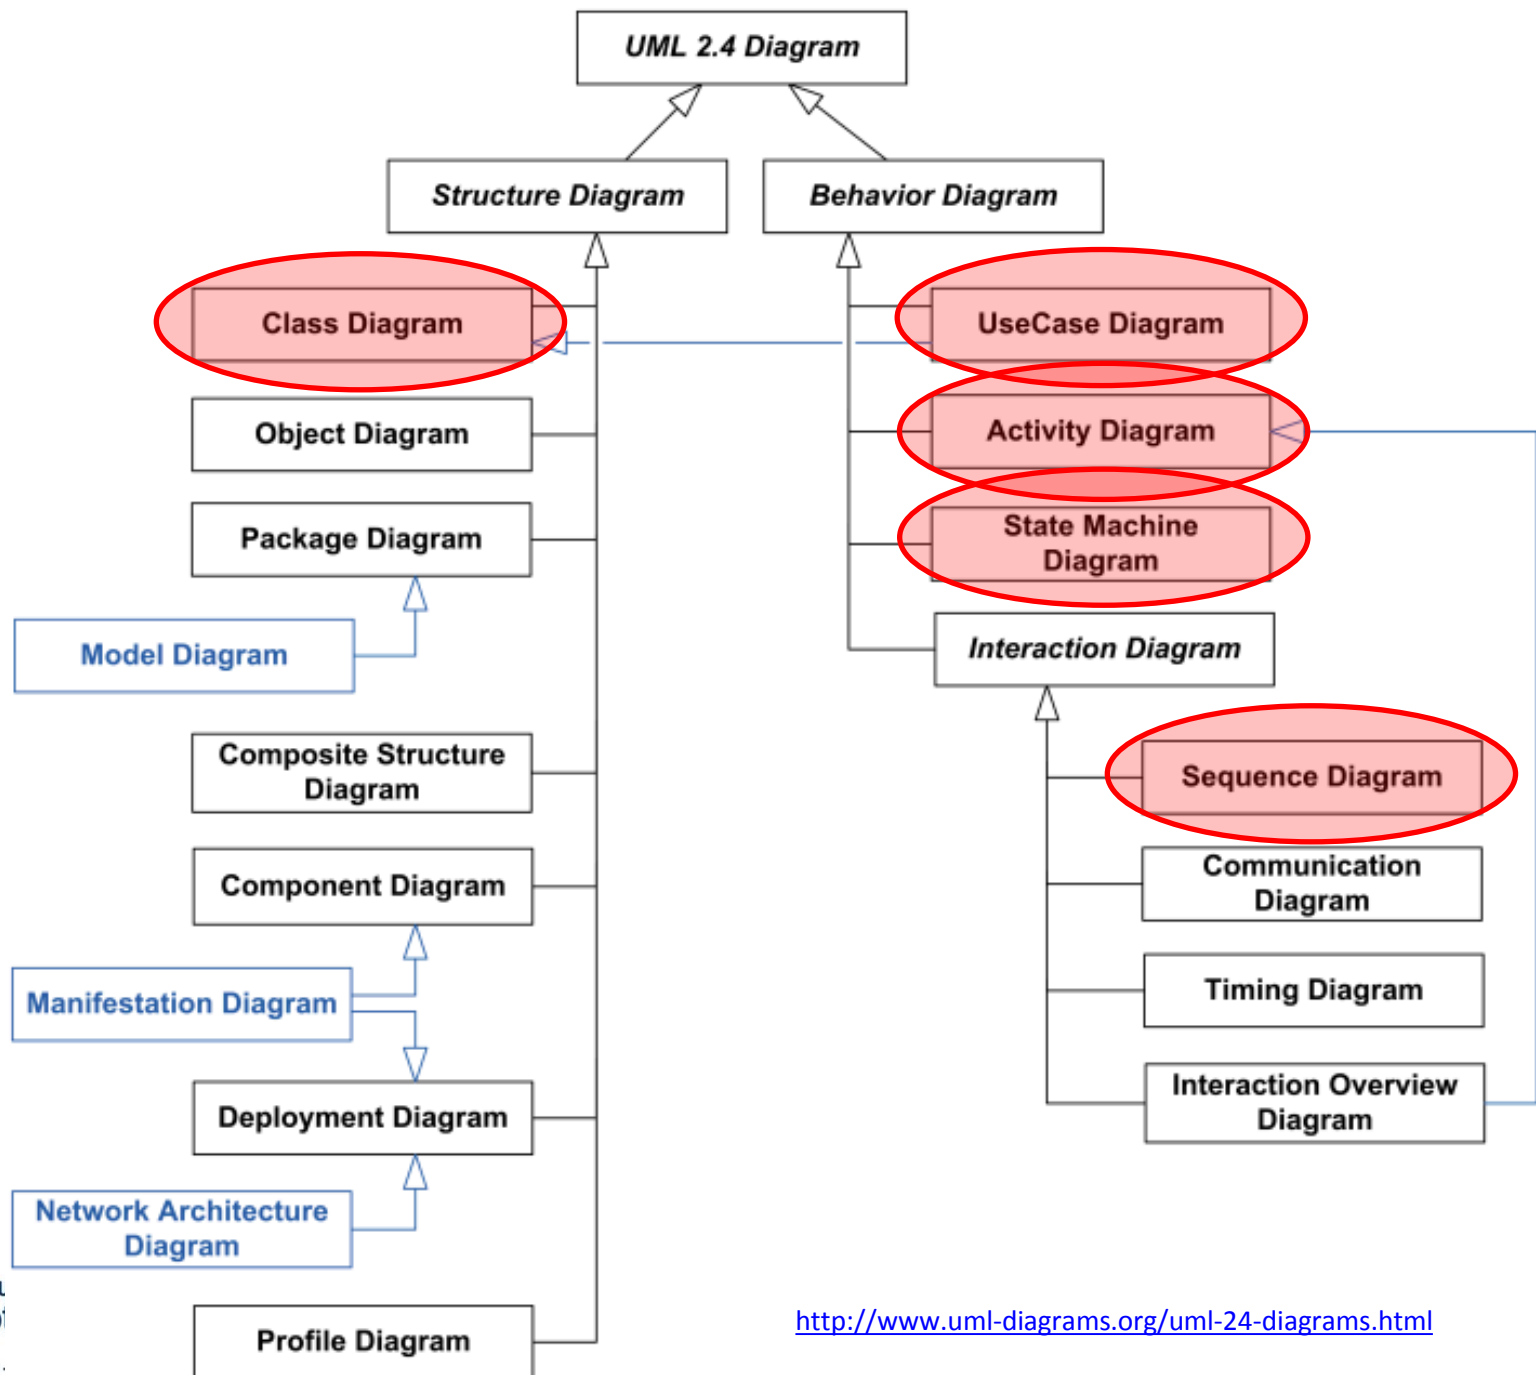 UML 2.4 Diagram
Structure Diagram
Behavior Diagram
Class Diagram
UseCase Diagram
Object Diagram
Activity Diagram
Package Diagram
State Machine
Diagram
Model Diagram
Interaction Diagram
Composite Structure
Diagram
Sequence Diagram
Component Diagram
Communication
Diagram
Manifestation Diagram
Timing Diagram
Deployment Diagram
Interaction Overview
Diagram
Network Architecture
Diagram
Profile Diagram
http://www.uml-diagrams.org/uml-24-diagrams.html